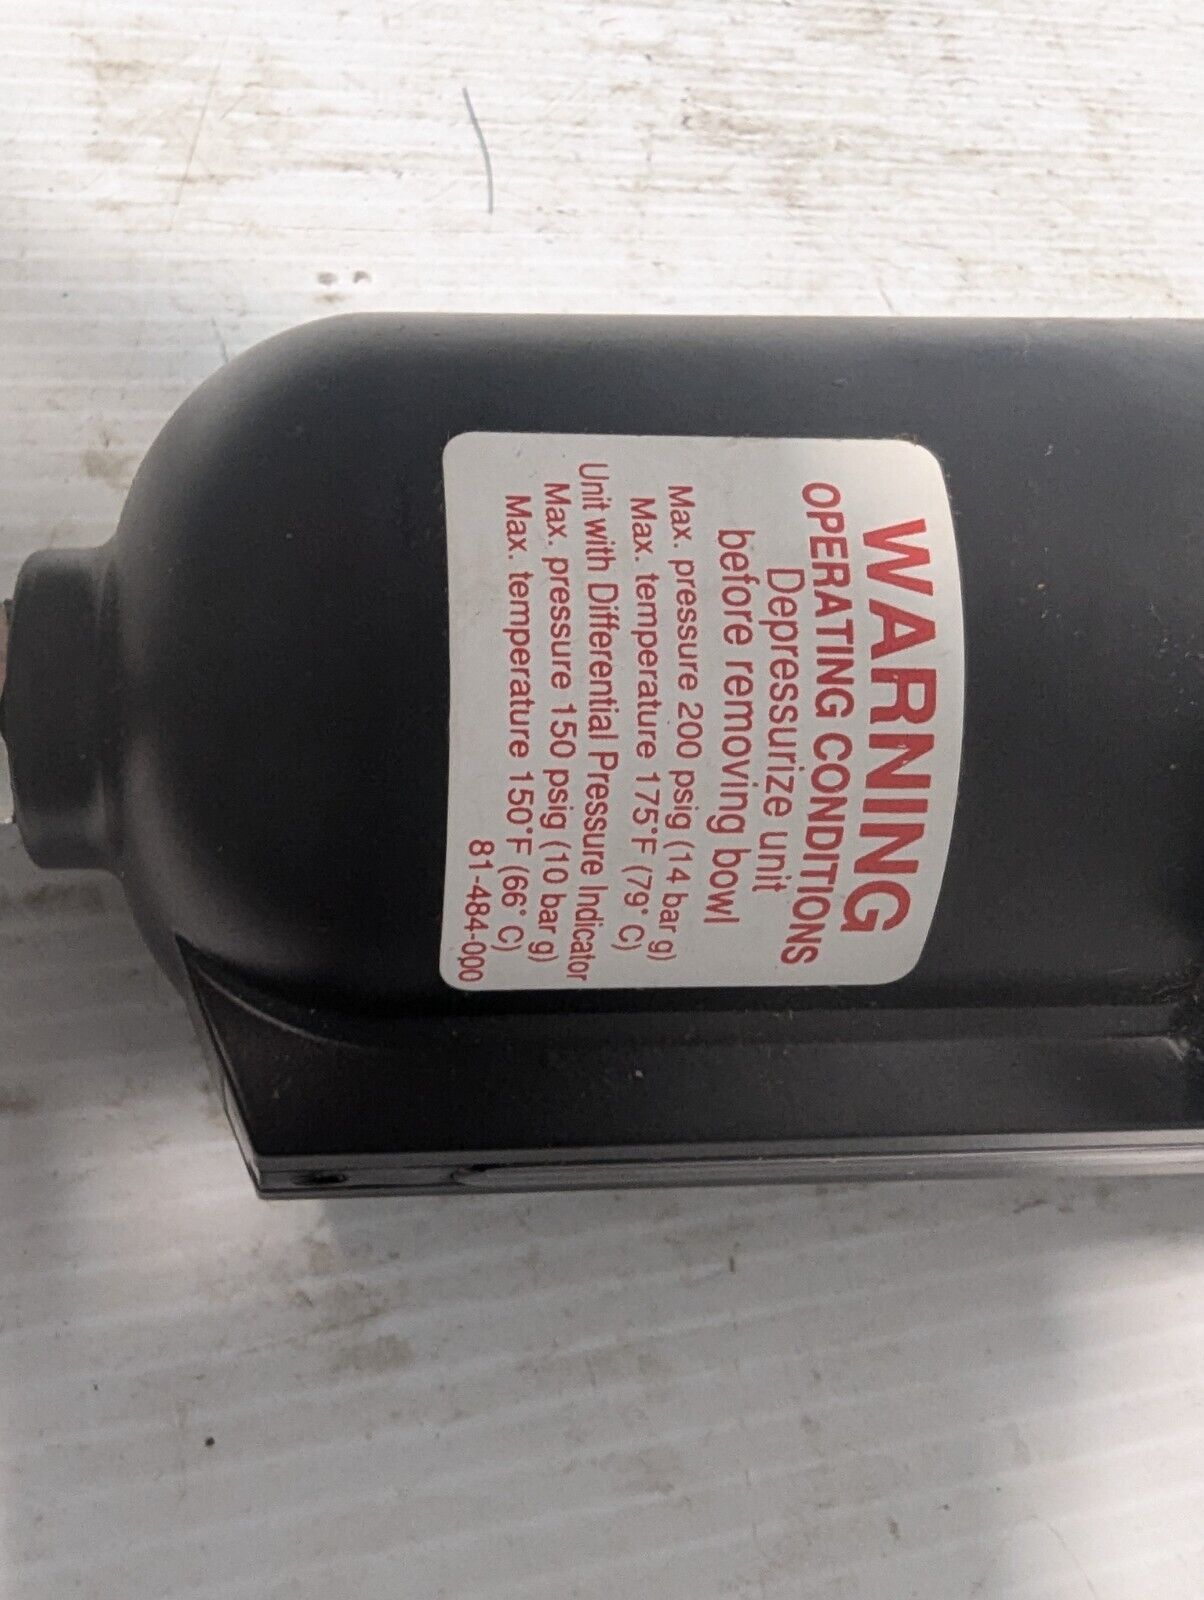 WARNING
OPERATING CONDITIONS
Depressurize unit
before removing bowl
Max. pressure 200 psig (14 bar g)
Max. temperature 175°F (79° C)
Unit with Differential Pressure Indicator
Max. pressure 150 psig (10 bar g)
Max. temperature 150°F (66° C)
81-484-000